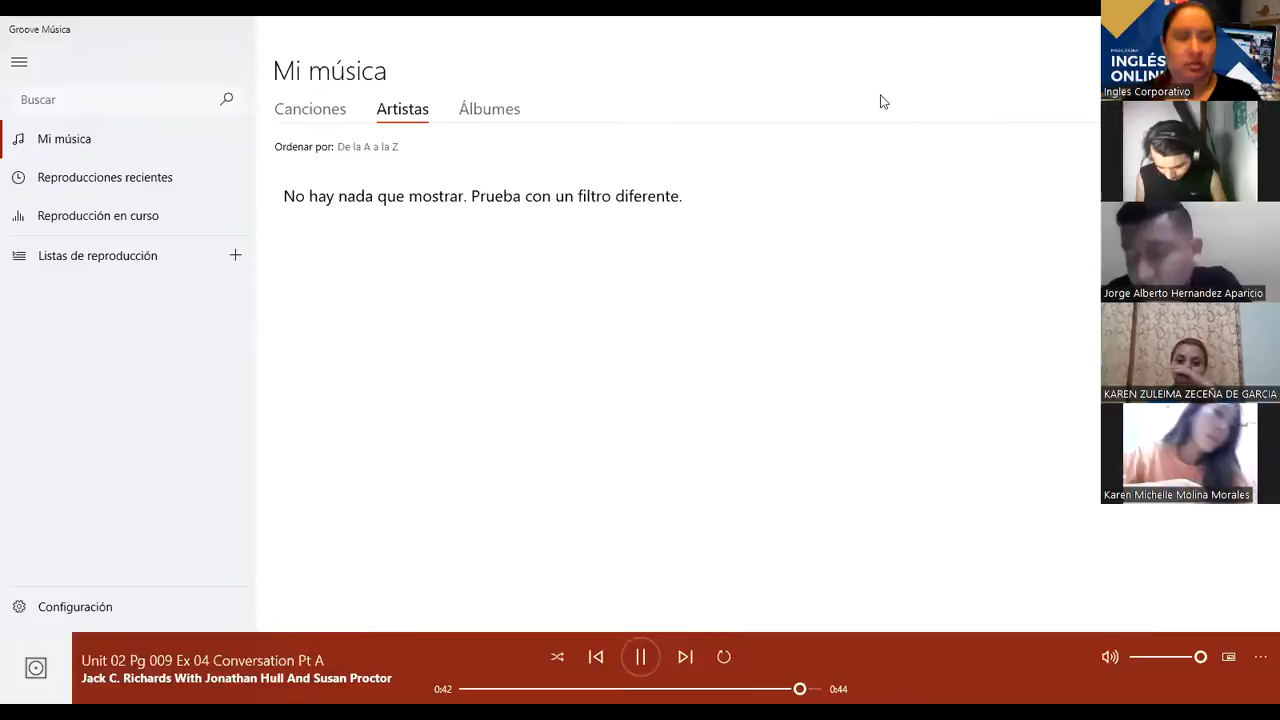 Groove Música
Buscar
Mi música
Reproducciones recientes
Reproducción en curso
Listas de reproducción
Configuración
Mi música
Canciones Artistas Álbumes
Ordenar por: De la A a la Z
No hay nada que mostrar. Prueba con un filtro diferente.
PROGRAMA
INGLÉS
ONLINE
Ingles Corporativo
Jorge Alberto Hernandez Aparicio
KAREN ZULEIMA ZECEÑA DE GARCIA
Karen Michelle Molina Morales
Unit 02 Pg 009 Ex 04 Conversation Pt A
Jack C. Richards With Jonathan Hull And Susan Proctor
0:42 0:44